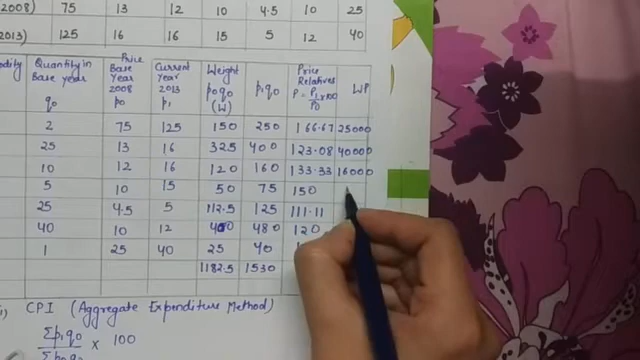 2008) 75 13 12 10 4.5 10 25
2013) 125 16 16 15 5 12 40
modity Quantity in Base year q0 Price Base Year 2008 p0 Current Year 2013 p1 Weight p0q0 (W) p1q0 Price Relatives P = p1/p0 x100 WP
2 75 125 150 250 166.67 25000
25 13 16 325 400 123.08 40000
10 12 16 120 160 133.33 16000
5 10 15 50 75 150
25 4.5 5 112.5 125 111.11
40 10 12 400 480 120
1 25 40 25 40
1182.5 1530
i) CPI (Aggregate Expenditure Method)
Σp1q0 x 100
Σp0q0